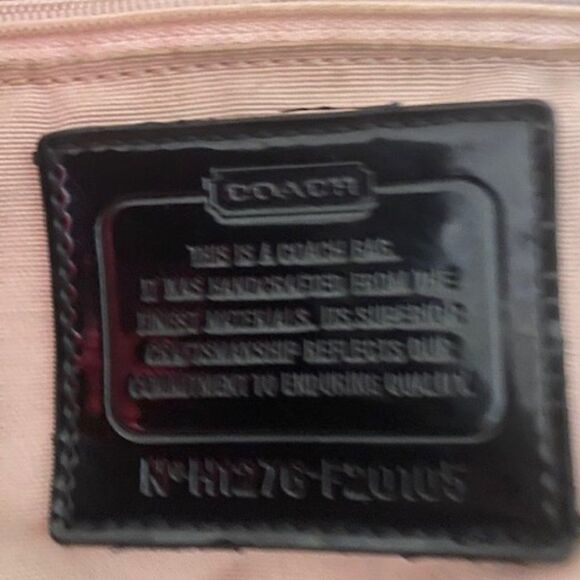 COACH
THIS IS A COACH BAG.
IT WAS HANDCRAFTED FROM THE
FINEST MATERIALS. ITS SUPERIOR
CRAFTSMANSHIP REFLECTS OUR
COMMITMENT TO ENDURING QUALITY.
Nº H1276-F20105